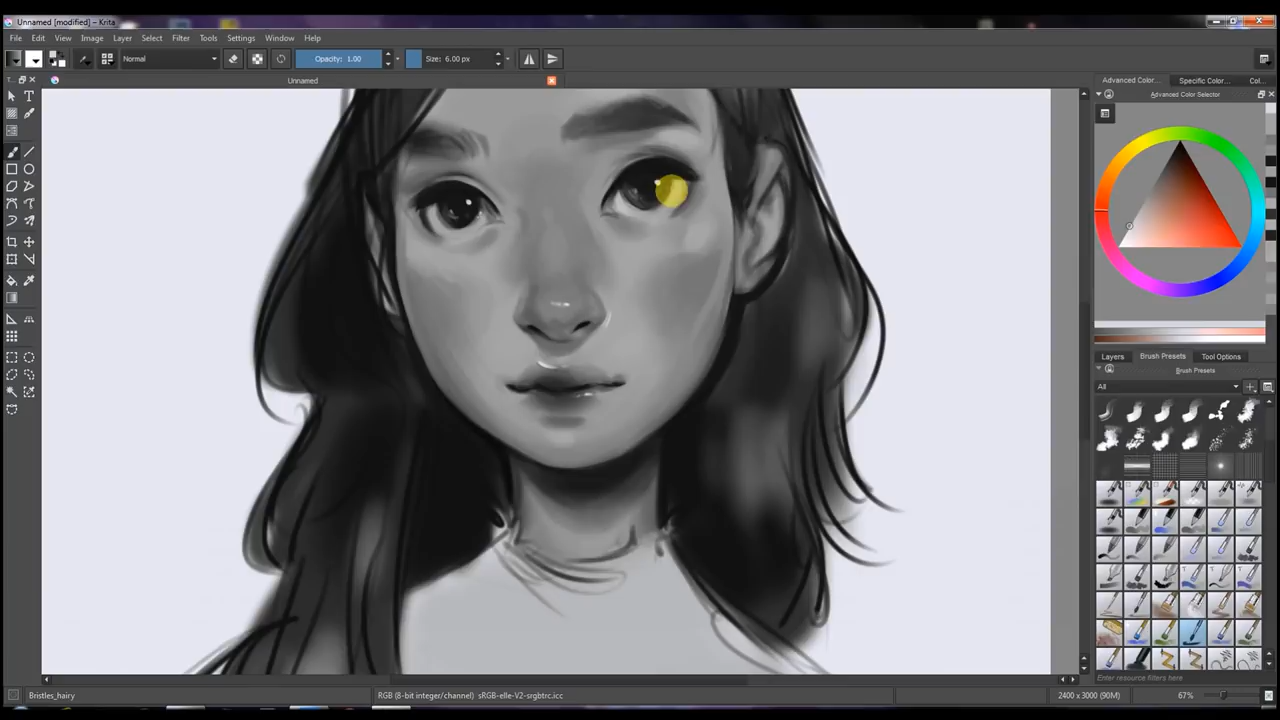 Unnamed [modified] – Krita
File Edit View Image Layer Select Filter Tools Settings Window Help
Normal Opacity: 1.00 Size: 6.00 px
T...
Unnamed
Advanced Color... Specific Color... Col...
Advanced Color Selector
Layers Brush Presets Tool Options
Brush Presets
All
Enter resource filters here
Bristles_hairy
RGB (8-bit integer/channel) sRGB-elle-V2-srgbtrc.icc
2400 x 3000 (90M)
67%